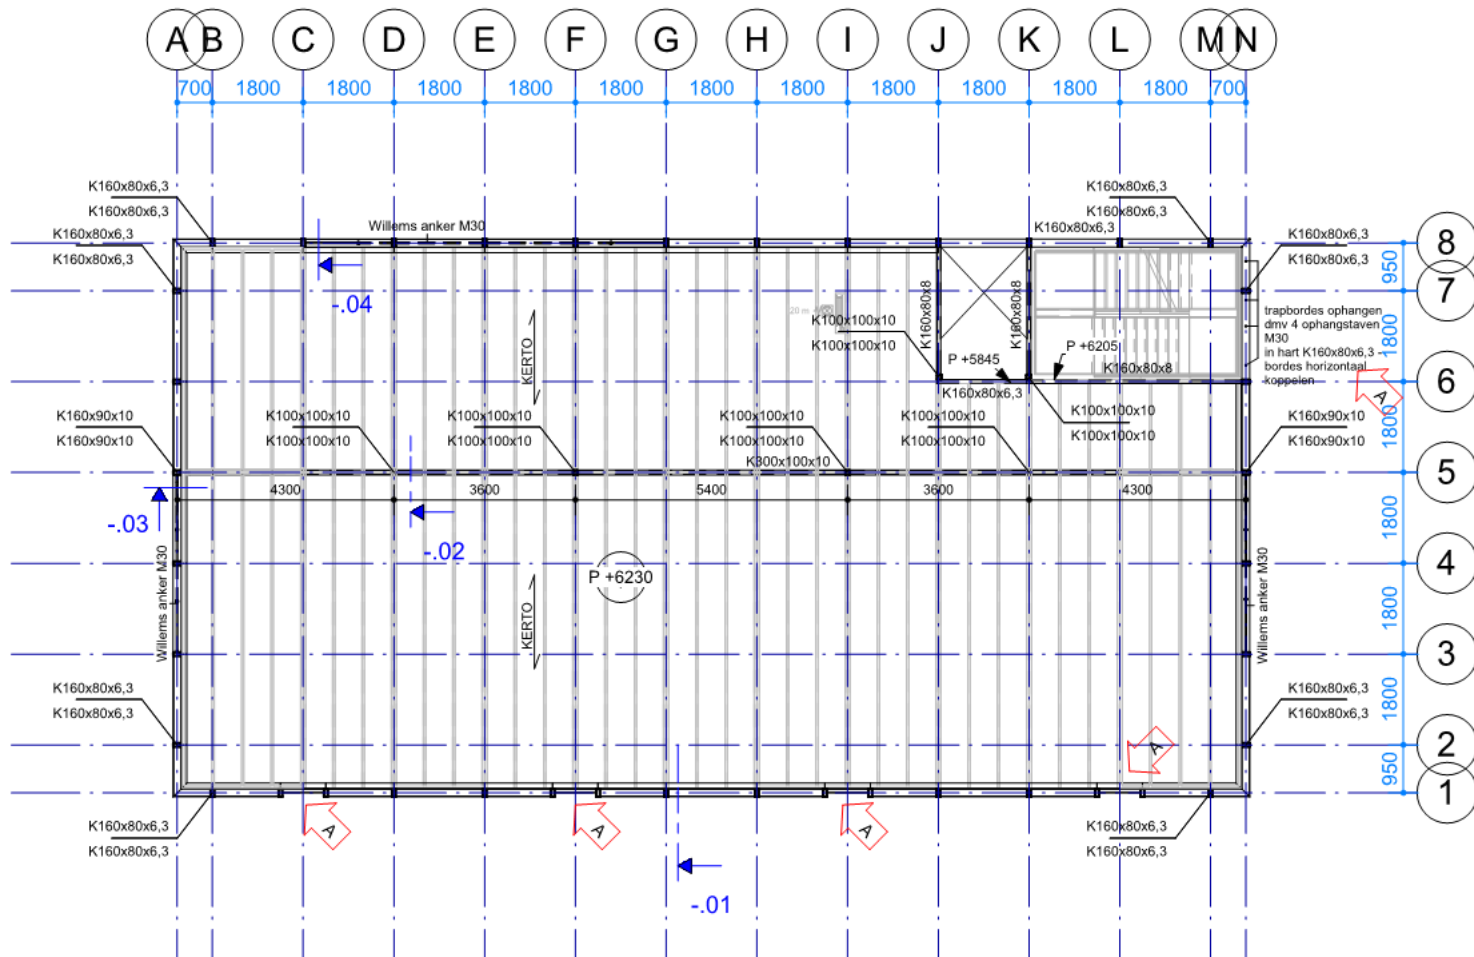 A B C D E F G H I J K L M N
700 1800 1800 1800 1800 1800 1800 1800 1800 1800 1800 1800 700
K160x80x6,3
K160x80x6,3
K160x80x6,3
K160x80x6,3
Willems anker M30
K160x80x6,3
K160x80x6,3
K160x80x6,3
K160x80x6,3
K160x80x6,3
8
950
7
-.04
20 m
K100x100x10
K100x100x10
K160x80x8
K160x80x8
trapbordes ophangen
dmv 4 ophangstaven
M30
in hart K160x80x6,3 -
bordes horizontaal
koppelen
1800
KERTO
P +5845
P +6205
K160x80x8
K160x80x6,3
6
A
1800
K160x90x10
K160x90x10
K100x100x10
K100x100x10
K100x100x10
K100x100x10
K100x100x10
K100x100x10
K300x100x10
K100x100x10
K100x100x10
K100x100x10
K100x100x10
K160x90x10
K160x90x10
5
4300 3600 5400 3600 4300
-.03
-.02
1800
Willems anker M30
P +6230
KERTO
Willems anker M30
4
1800
3
K160x80x6,3
K160x80x6,3
K160x80x6,3
K160x80x6,3
1800
A
2
950
1
K160x80x6,3
K160x80x6,3
A
A
A
K160x80x6,3
K160x80x6,3
-.01